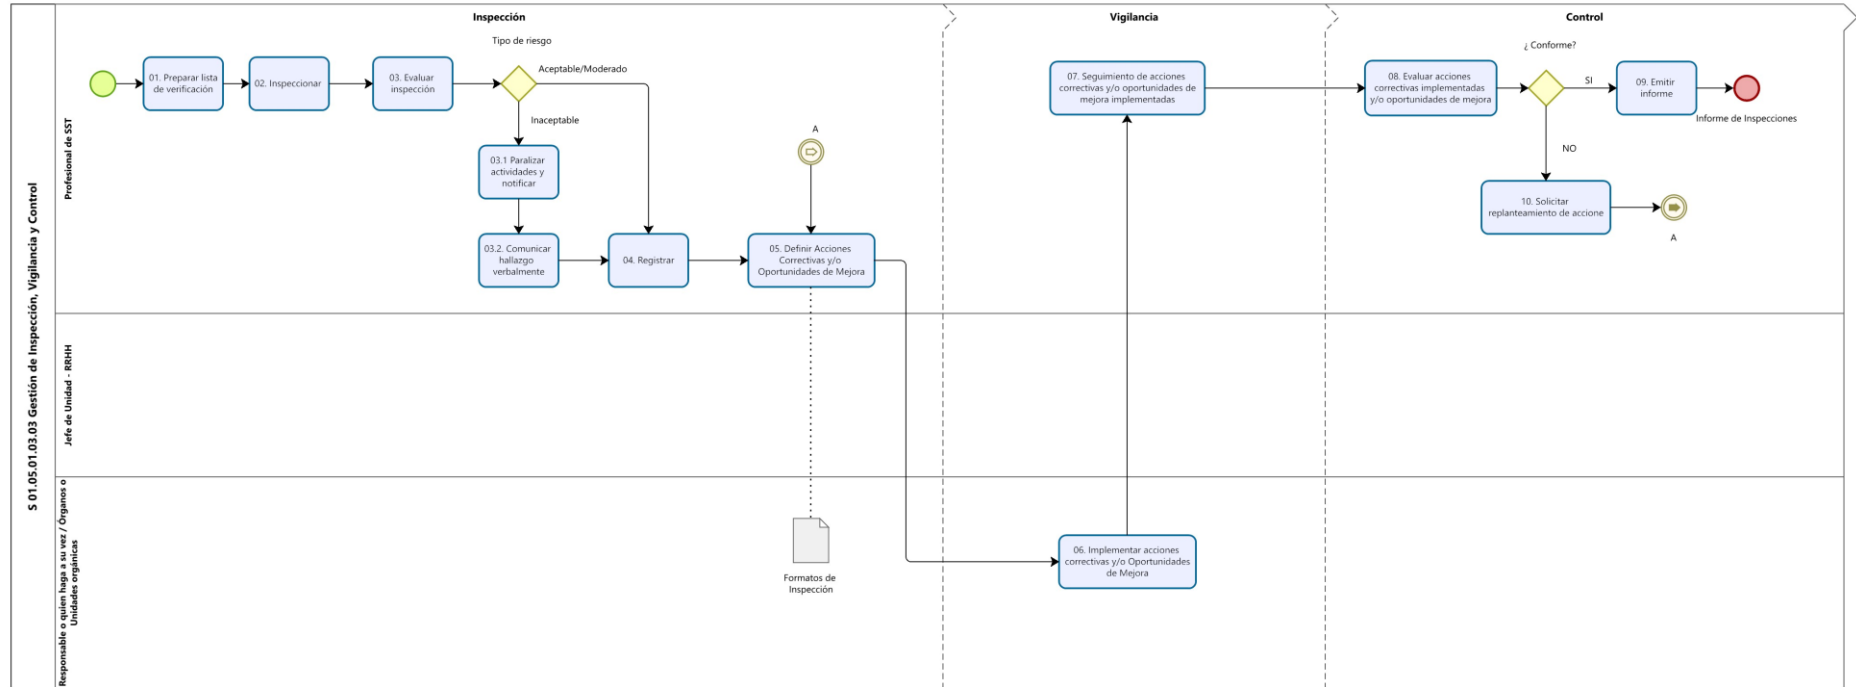 S 01.05.01.03.03 Gestión de Inspección, Vigilancia y Control
Inspección
Vigilancia
Control
Profesional de SST
01. Preparar lista
de verificación
02. Inspeccionar
03. Evaluar
inspección
Tipo de riesgo
Aceptable/Moderado
Inaceptable
03.1 Paralizar
actividades y
notificar
03.2. Comunicar
hallazgo
verbalmente
04. Registrar
A
05. Definir Acciones
Correctivas y/o
Oportunidades de Mejora
07. Seguimiento de acciones
correctivas y/o oportunidades de
mejora implementadas
08. Evaluar acciones
correctivas implementadas
y/o oportunidades de mejora
¿ Conforme?
SI
09. Emitir
informe
Informe de Inspecciones
NO
10. Solicitar
replanteamiento de accione
A
Jefe de Unidad - RRHH
Responsable o quien haga a su vez / Órganos o
Unidades orgánicas
Formatos de
Inspección
06. Implementar acciones
correctivas y/o Oportunidades
de Mejora